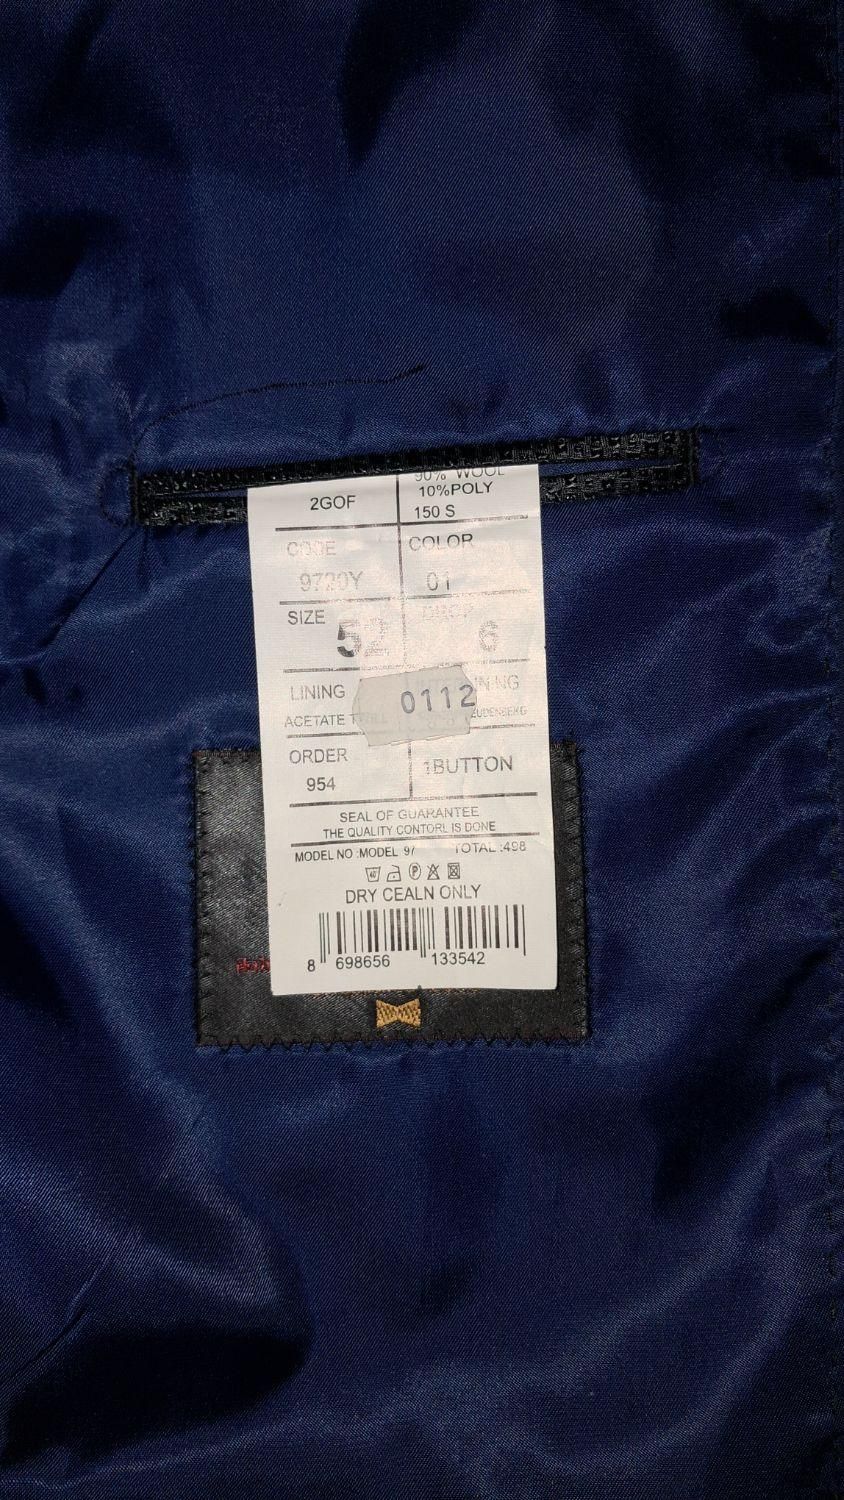 90% WOOL
2GOF 10%POLY
150 S
CODE COLOR
9720Y 01
SIZE DROP
52 6
LINING
0112
ACETATE
ORDER
954 1BUTTON
SEAL OF GUARANTEE
THE QUALITY CONTORL IS DONE
MODEL NO :MODEL 97 TOTAL :498
DRY CEALN ONLY
8 698656 133542